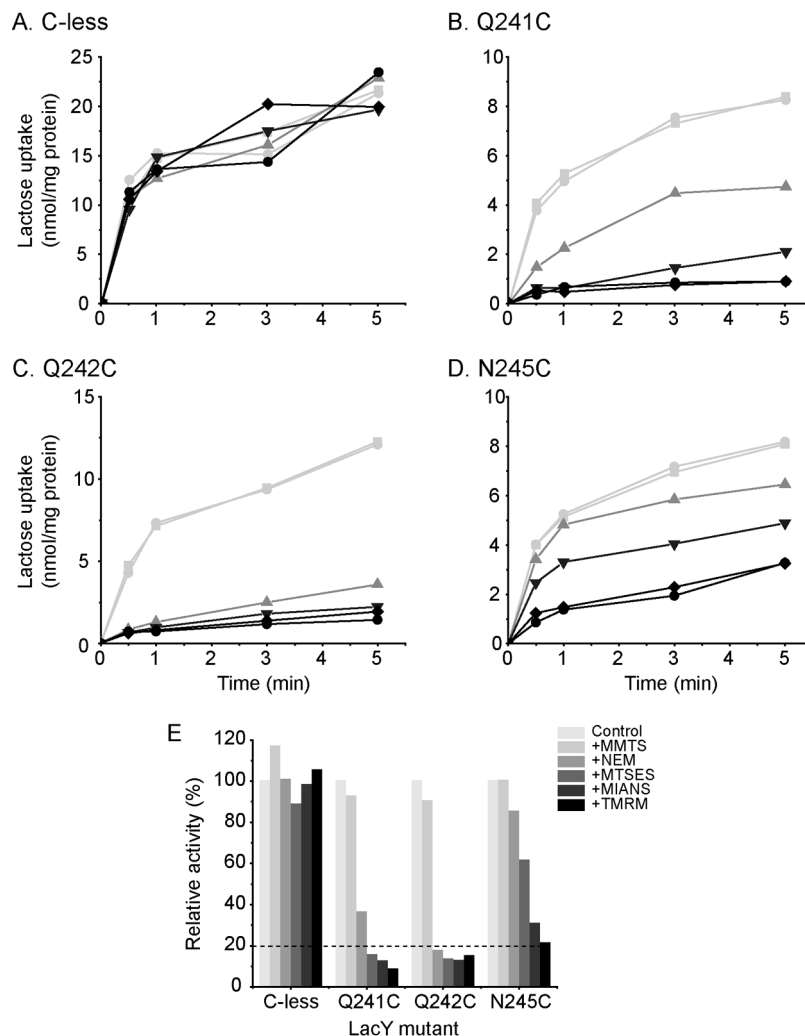 A. C-less
B. Q241C
Lactose uptake
(nmol/mg protein)
25
20
15
10
5
0
0 1 2 3 4 5
10
8
6
4
2
0
0 1 2 3 4 5
C. Q242C
D. N245C
Lactose uptake
(nmol/mg protein)
15
10
5
0
0 1 2 3 4 5
Time (min)
10
8
6
4
2
0
0 1 2 3 4 5
Time (min)
E
Relative activity (%)
120
100
80
60
40
20
0
C-less Q241C Q242C N245C
LacY mutant
Control
+MMTS
+NEM
+MTSES
+MIANS
+TMRM